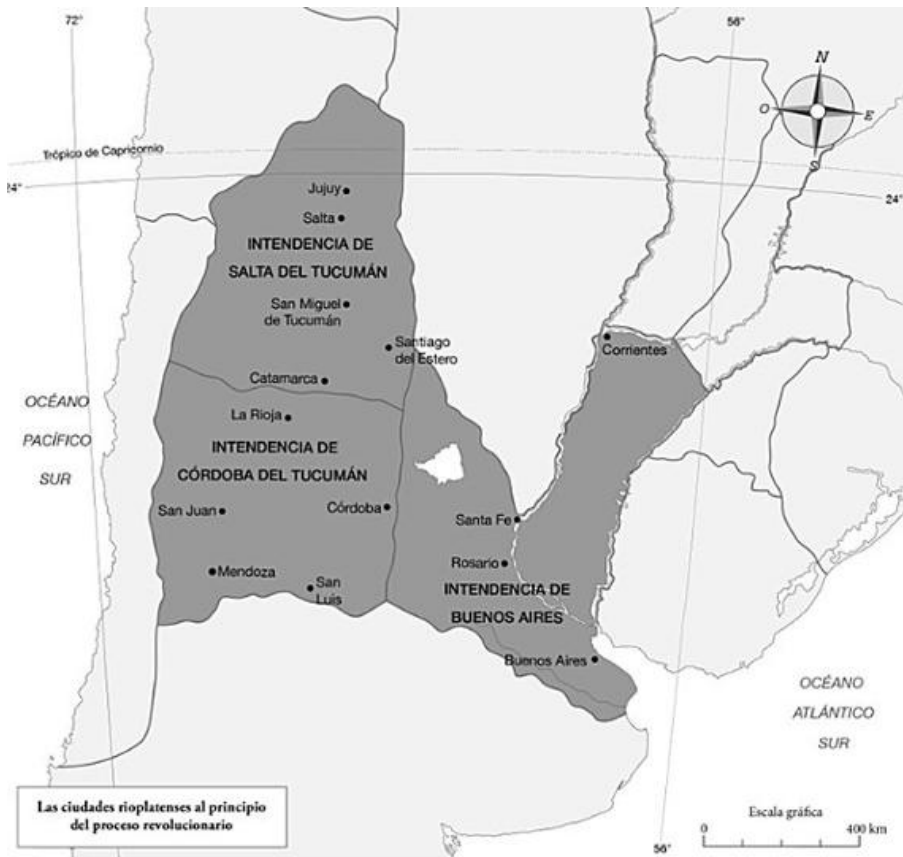 72°
56°
N
O
E
S
Trópico de Capricornio
24°
24°
Jujuy
Salta
INTENDENCIA DE
SALTA DEL TUCUMÁN
San Miguel
de Tucumán
Santiago
del Estero
Corrientes
Catamarca
OCÉANO
PACÍFICO
SUR
La Rioja
INTENDENCIA DE
CÓRDOBA DEL TUCUMÁN
San Juan
Córdoba
Santa Fe
Mendoza
San
Luis
Rosario
INTENDENCIA DE
BUENOS AIRES
Buenos Aires
OCÉANO
ATLÁNTICO
SUR
Las ciudades rioplatenses al principio
del proceso revolucionario
Escala gráfica
0
400 km
56°